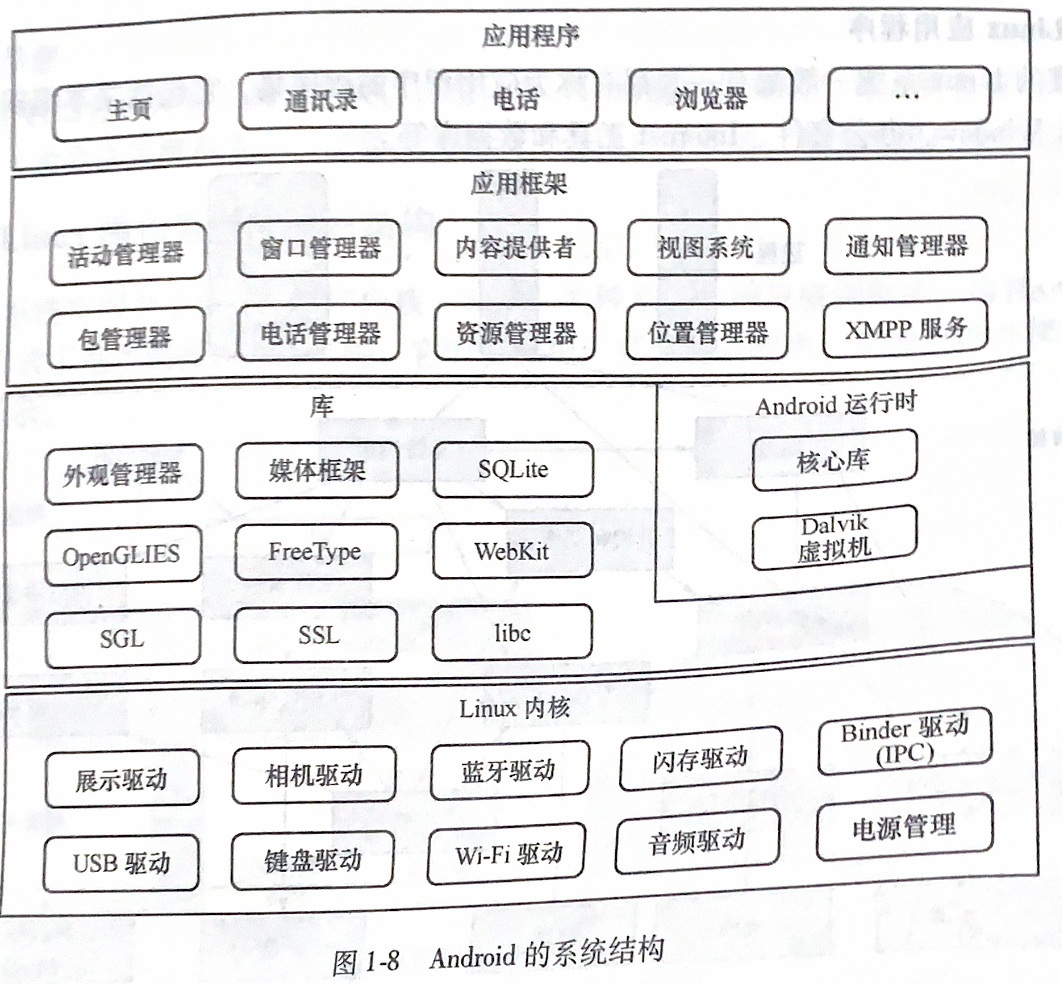 应用程序
主页
通讯录
电话
浏览器
…
应用框架
活动管理器
窗口管理器
内容提供者
视图系统
通知管理器
包管理器
电话管理器
资源管理器
位置管理器
XMPP 服务
库
外观管理器
媒体框架
SQLite
OpenGLIES
FreeType
WebKit
SGL
SSL
libc
Android 运行时
核心库
Dalvik
虚拟机
Linux 内核
展示驱动
相机驱动
蓝牙驱动
闪存驱动
Binder 驱动
(IPC)
USB 驱动
键盘驱动
Wi-Fi 驱动
音频驱动
电源管理
图 1-8 Android 的系统结构